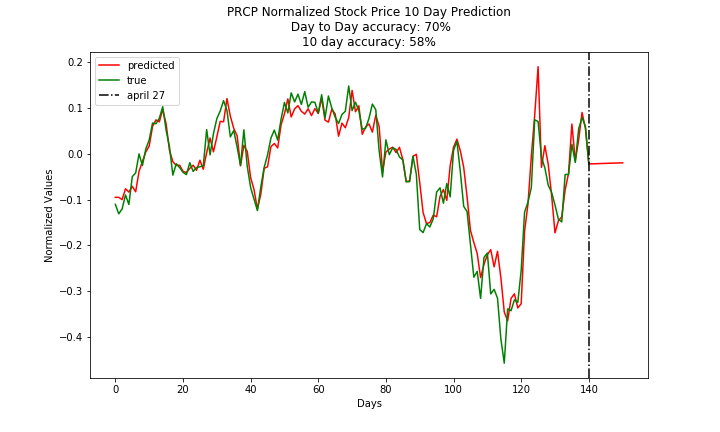 PRCP Normalized Stock Price 10 Day Prediction
Day to Day accuracy: 70%
10 day accuracy: 58%
predicted
true
april 27
Normalized Values
0.2
0.1
0.0
−0.1
−0.2
−0.3
−0.4
0 20 40 60 80 100 120 140
Days